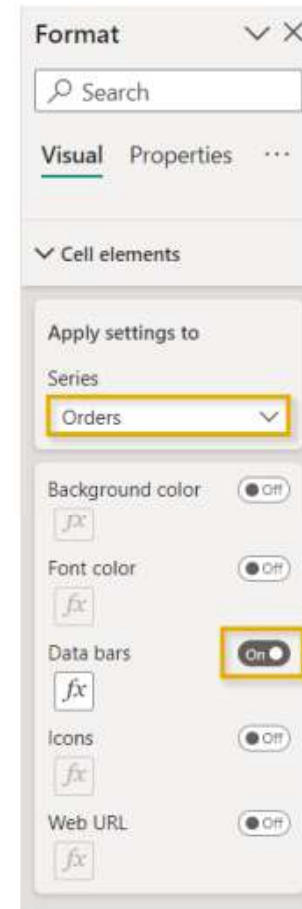 Format
Search
Visual Properties ...
Cell elements
Apply settings to
Series
Orders
Background color Off
fx
Font color Off
fx
Data bars On
fx
Icons Off
fx
Web URL Off
fx